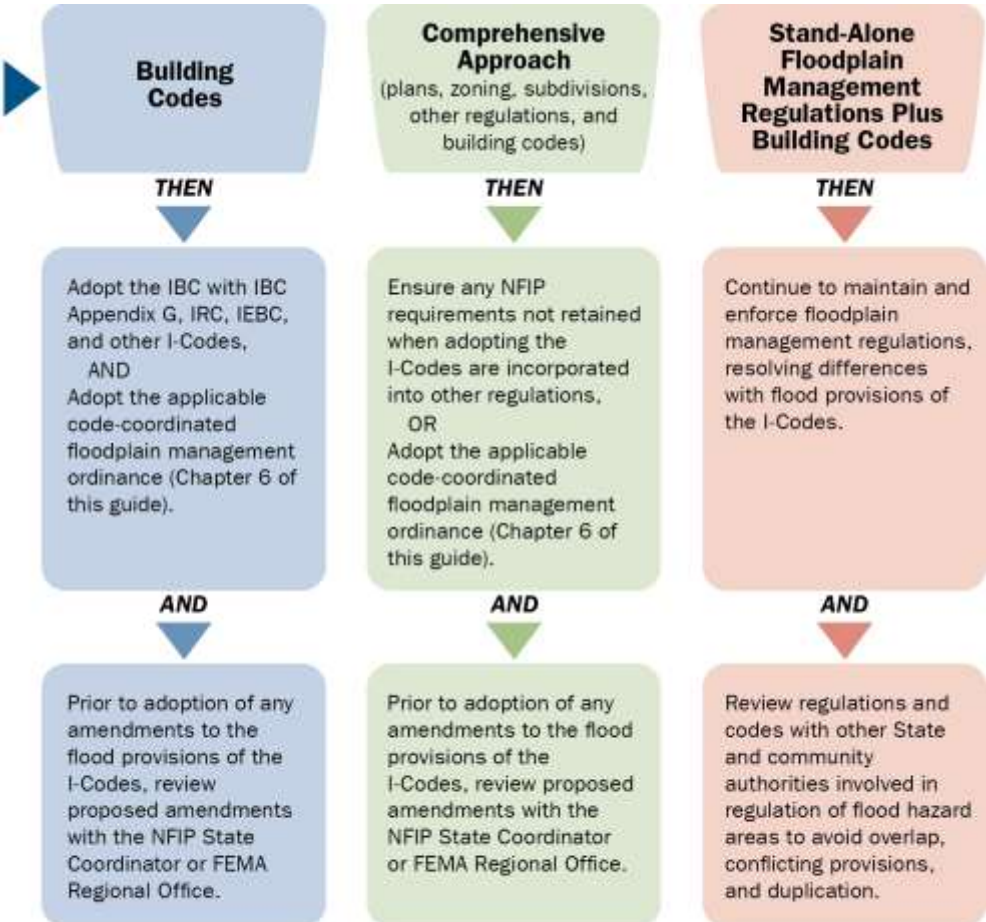 Building
Codes
THEN
Adopt the IBC with IBC
Appendix G, IRC, IEBC,
and other I-Codes,
AND
Adopt the applicable
code-coordinated
floodplain management
ordinance (Chapter 6 of
this guide).
AND
Prior to adoption of any
amendments to the
flood provisions of the
I-Codes, review
proposed amendments
with the NFIP State
Coordinator or FEMA
Regional Office.
Comprehensive
Approach
(plans, zoning, subdivisions,
other regulations, and
building codes)
THEN
Ensure any NFIP
requirements not retained
when adopting the
I-Codes are incorporated
into other regulations,
OR
Adopt the applicable
code-coordinated
floodplain management
ordinance (Chapter 6 of
this guide).
AND
Prior to adoption of any
amendments to the flood
provisions of the
I-Codes, review proposed
amendments with the
NFIP State Coordinator
or FEMA Regional Office.
Stand-Alone
Floodplain
Management
Regulations Plus
Building Codes
THEN
Continue to maintain and
enforce floodplain
management regulations,
resolving differences
with flood provisions of
the I-Codes.
AND
Review regulations and
codes with other State
and community
authorities involved in
regulation of flood hazard
areas to avoid overlap,
conflicting provisions,
and duplication.